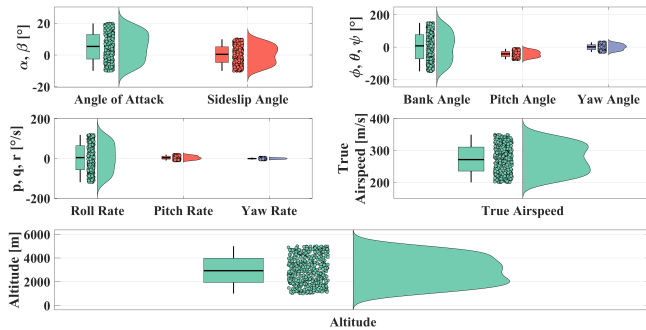 α, β [°]
20
0
-20
Angle of Attack
Sideslip Angle
ϕ, θ, ψ [°]
200
0
-200
Bank Angle
Pitch Angle
Yaw Angle
p, q, r [°/s]
200
0
-200
Roll Rate
Pitch Rate
Yaw Rate
True
Airspeed [m/s]
400
300
200
True Airspeed
Altitude [m]
6000
4000
2000
0
Altitude